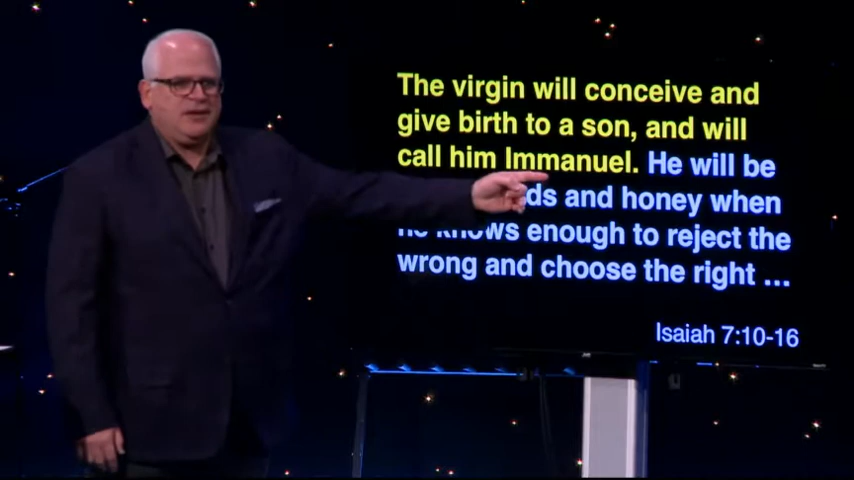 The virgin will conceive and
give birth to a son, and will
call him Immanuel. He will be
and honey when
knows enough to reject the
wrong and choose the right ...
Isaiah 7:10-16